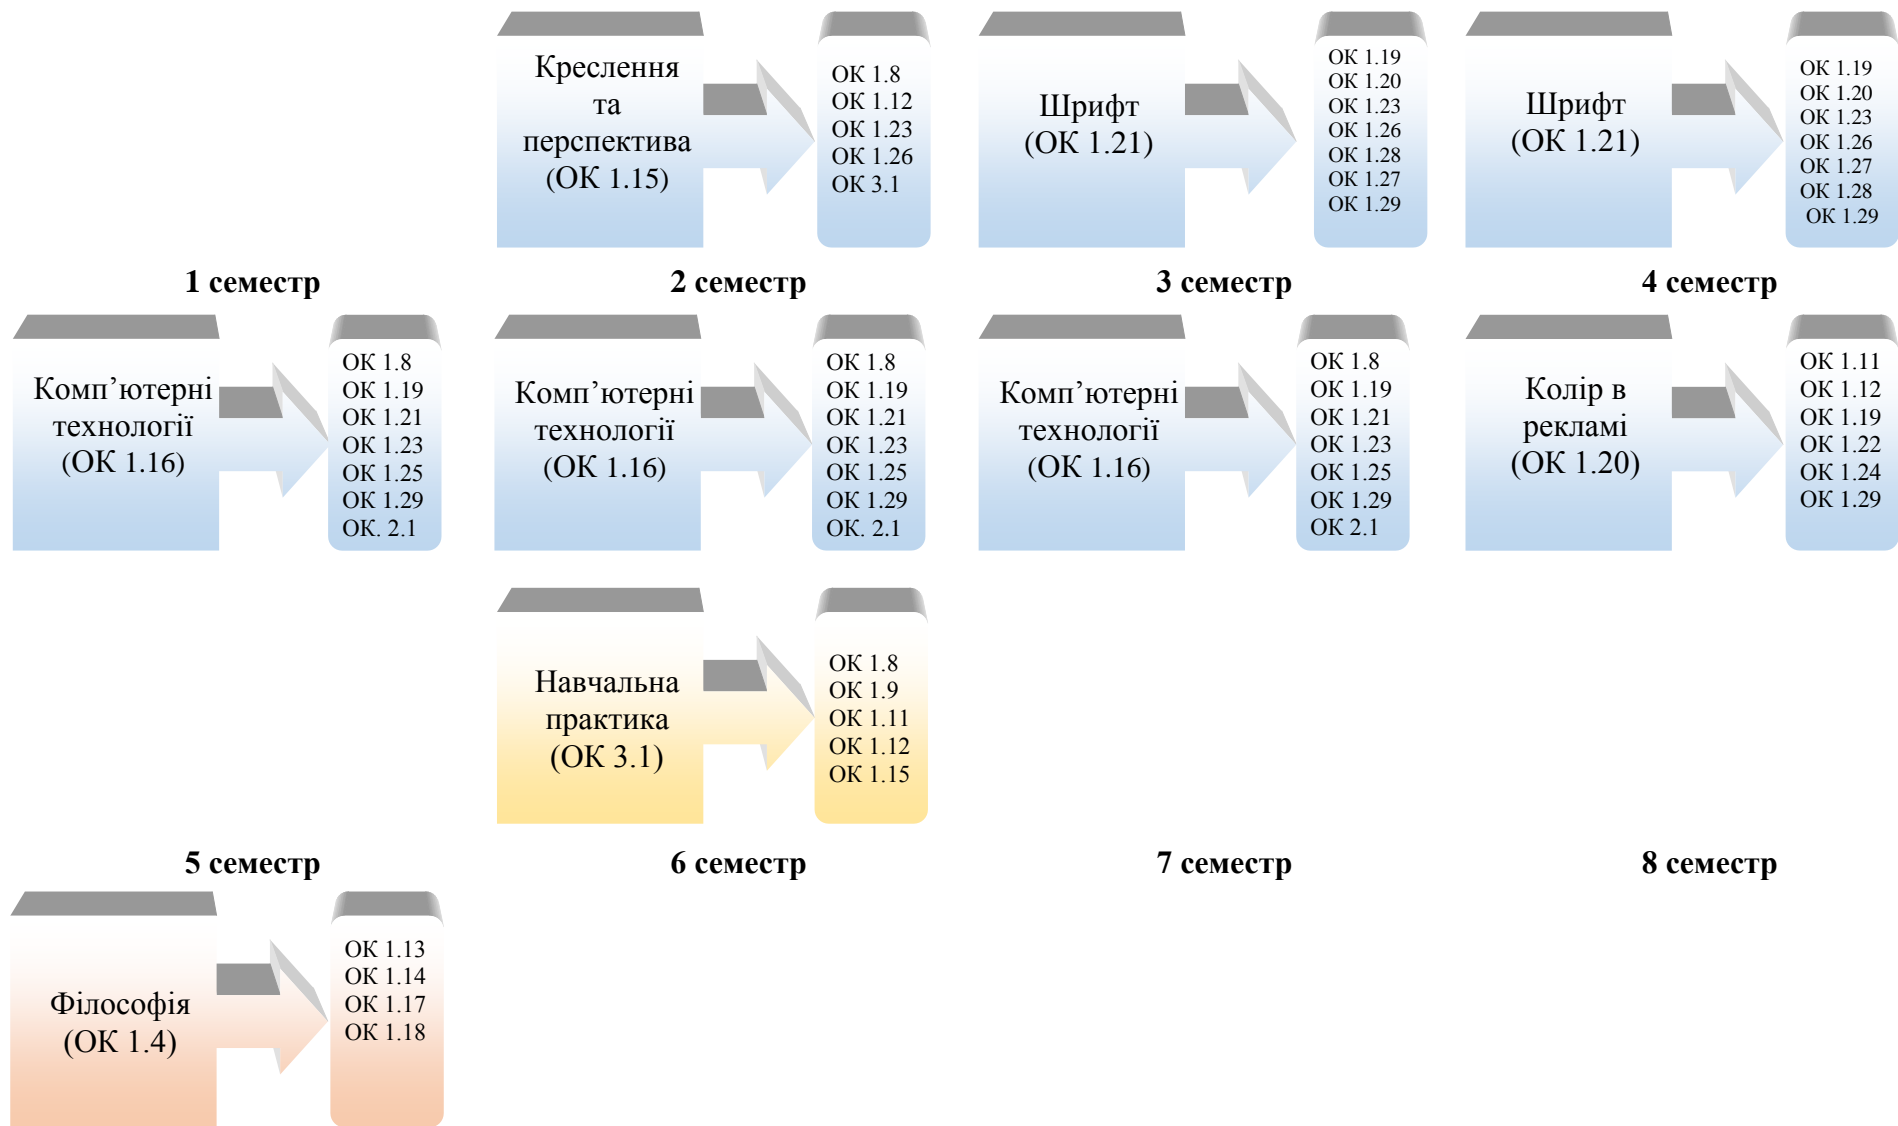 Креслення
та
перспектива
(ОК 1.15)
ОК 1.8
ОК 1.12
ОК 1.23
ОК 1.26
ОК 3.1
Шрифт
(ОК 1.21)
ОК 1.19
ОК 1.20
ОК 1.23
ОК 1.26
ОК 1.28
ОК 1.27
ОК 1.29
Шрифт
(ОК 1.21)
ОК 1.19
ОК 1.20
ОК 1.23
ОК 1.26
ОК 1.27
ОК 1.28
ОК 1.29
1 семестр
2 семестр
3 семестр
4 семестр
Комп’ютерні
технології
(ОК 1.16)
ОК 1.8
ОК 1.19
ОК 1.21
ОК 1.23
ОК 1.25
ОК 1.29
ОК. 2.1
Комп’ютерні
технології
(ОК 1.16)
ОК 1.8
ОК 1.19
ОК 1.21
ОК 1.23
ОК 1.25
ОК 1.29
ОК. 2.1
Комп’ютерні
технології
(ОК 1.16)
ОК 1.8
ОК 1.19
ОК 1.21
ОК 1.23
ОК 1.25
ОК 1.29
ОК 2.1
Колір в
рекламі
(ОК 1.20)
ОК 1.11
ОК 1.12
ОК 1.19
ОК 1.22
ОК 1.24
ОК 1.29
Навчальна
практика
(ОК 3.1)
ОК 1.8
ОК 1.9
ОК 1.11
ОК 1.12
ОК 1.15
5 семестр
6 семестр
7 семестр
8 семестр
Філософія
(ОК 1.4)
ОК 1.13
ОК 1.14
ОК 1.17
ОК 1.18